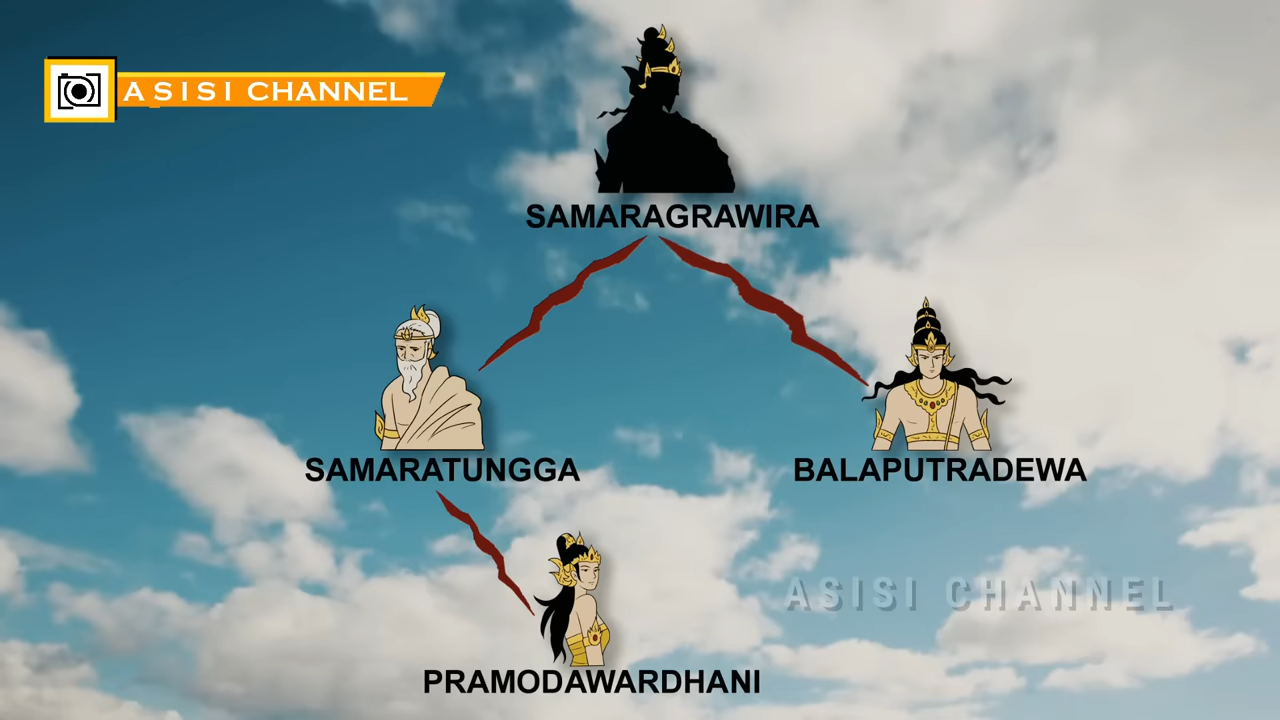 ASISI CHANNEL
SAMARAGRAWIRA
SAMARATUNGGA
BALAPUTRADEWA
ASISI CHANNEL
PRAMODAWARDHANI